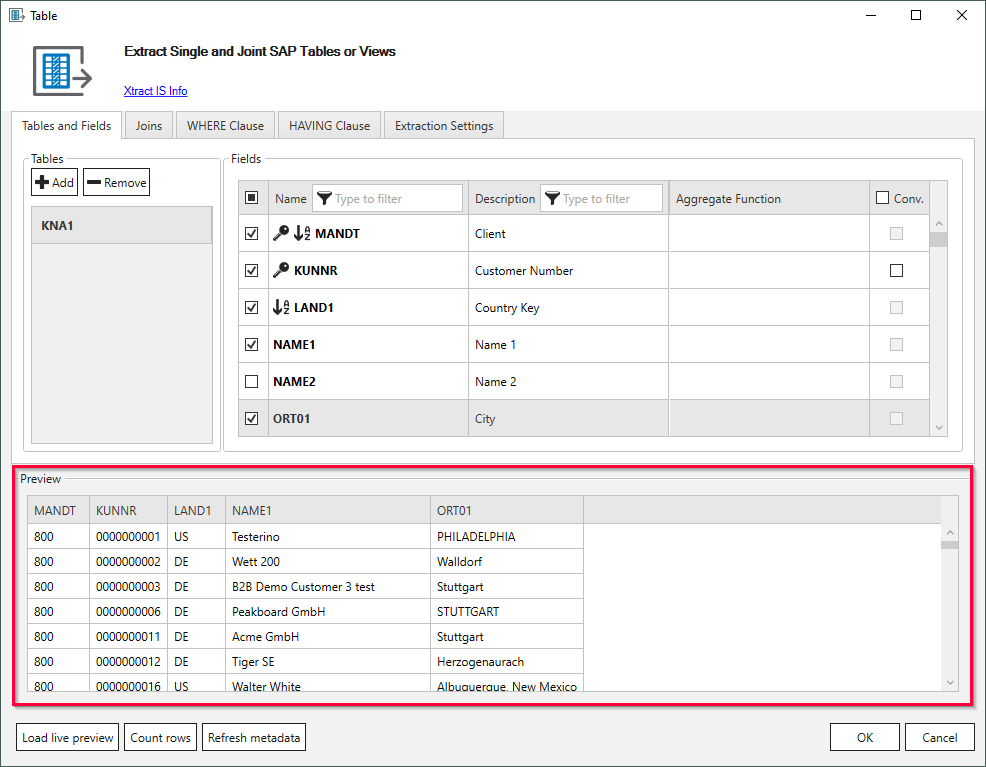 Table
Extract Single and Joint SAP Tables or Views
Xtract IS Info
Tables and Fields Joins WHERE Clause HAVING Clause Extraction Settings
Tables
Add Remove
KNA1
Fields
Name Type to filter Description Type to filter Aggregate Function Conv.
MANDT Client
KUNNR Customer Number
LAND1 Country Key
NAME1 Name 1
NAME2 Name 2
ORT01 City
Preview
MANDT KUNNR LAND1 NAME1 ORT01
800 0000000001 US Testerino PHILADELPHIA
800 0000000002 DE Wett 200 Walldorf
800 0000000003 DE B2B Demo Customer 3 test Stuttgart
800 0000000006 DE Peakboard GmbH STUTTGART
800 0000000011 DE Acme GmbH Stuttgart
800 0000000012 DE Tiger SE Herzogenaurach
800 0000000016 US Walter White Albuquerque, New Mexico
Load live preview Count rows Refresh metadata OK Cancel